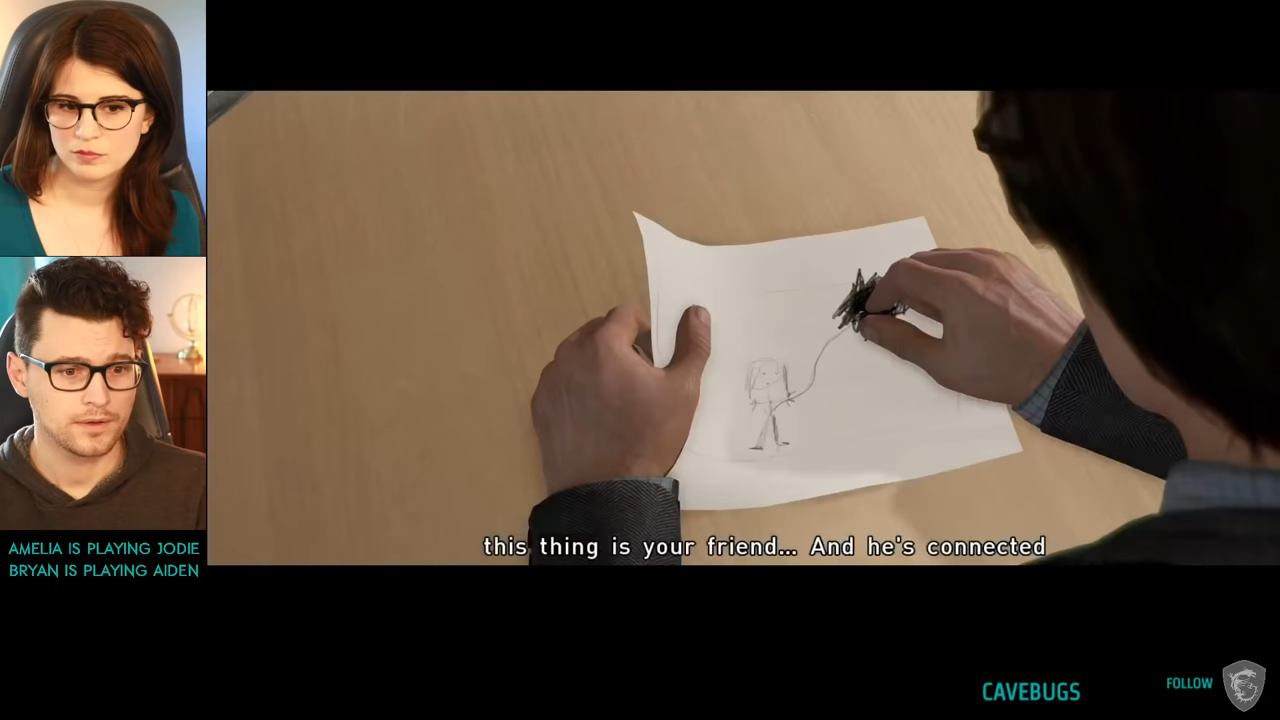 this thing is your friend... And he's connected
AMELIA IS PLAYING JODIE
BRYAN IS PLAYING AIDEN
CAVEBUGS
FOLLOW